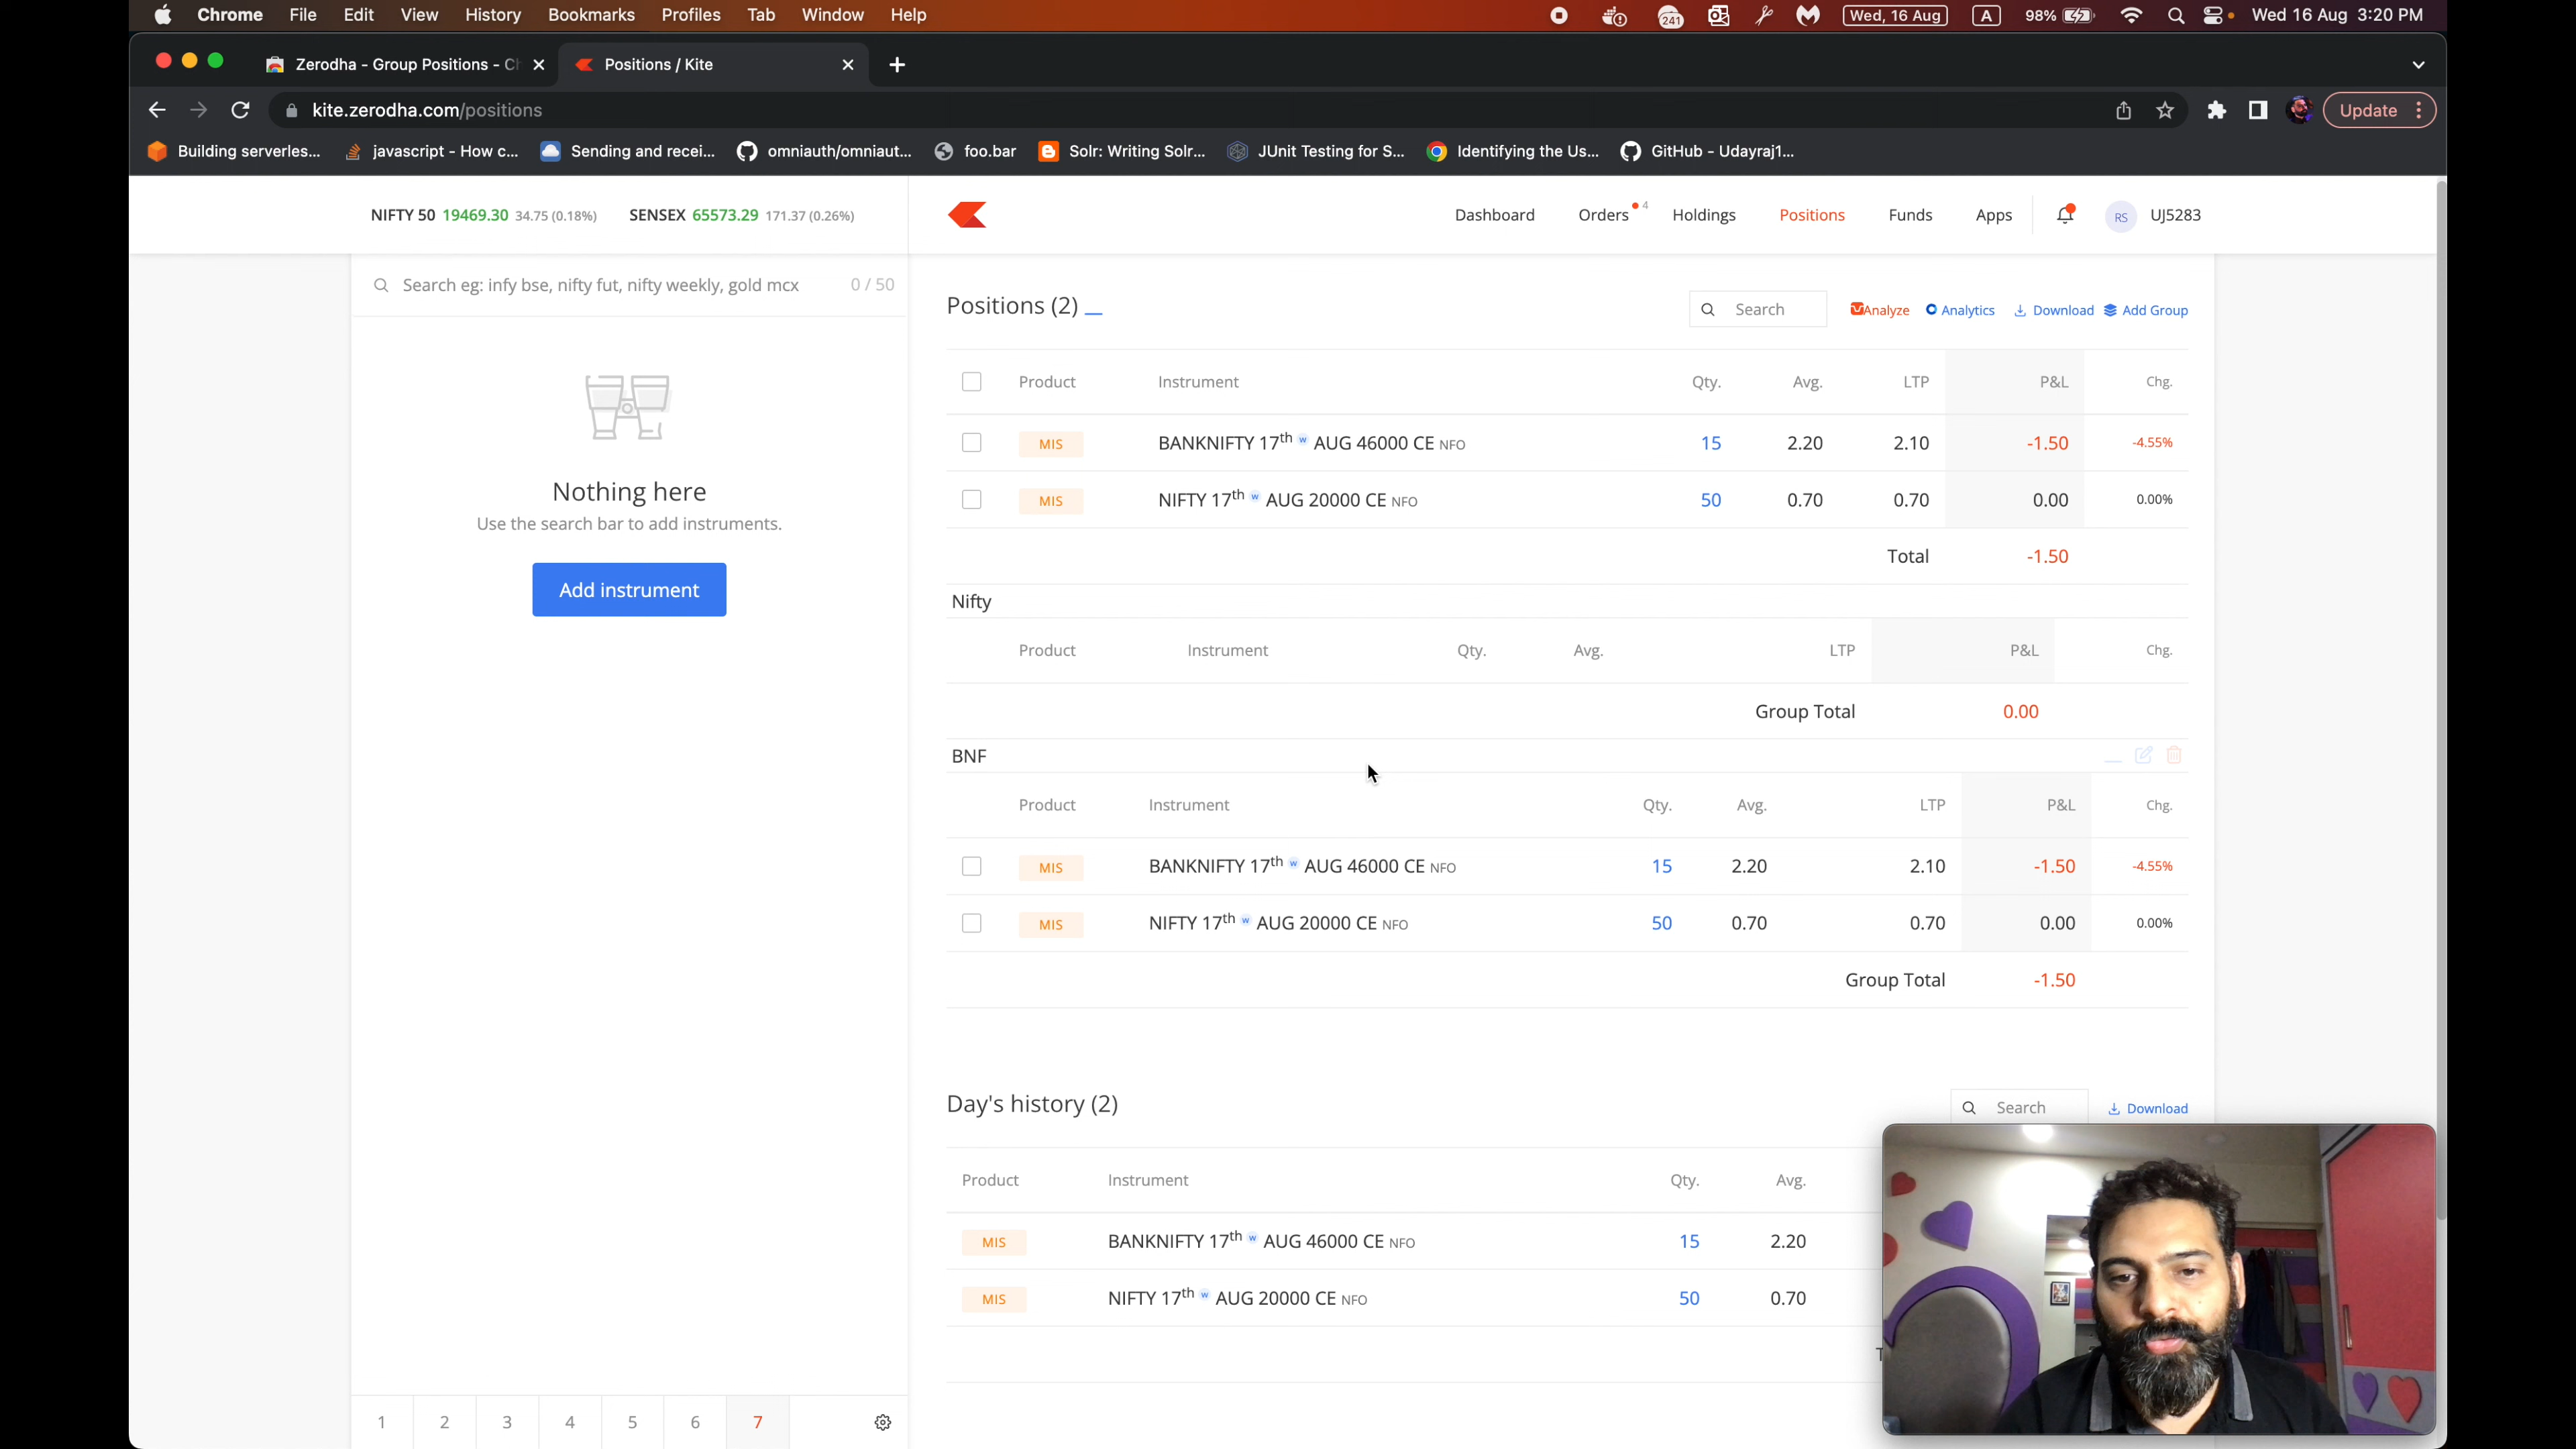 Chrome File Edit View History Bookmarks Profiles Tab Window Help 241 Wed, 16 Aug A 98% Wed 16 Aug 3:20 PM
Zerodha - Group Positions - Ch Positions / Kite
kite.zerodha.com/positions Update
Building serverles... javascript - How c... Sending and recei... omniauth/omniaut... foo.bar Solr: Writing Solr... JUnit Testing for S... Identifying the Us... GitHub - Udayraj1...
NIFTY 50 19469.30 34.75 (0.18%) SENSEX 65573.29 171.37 (0.26%) Dashboard Orders 4 Holdings Positions Funds Apps RS UJ5283
Search eg: infy bse, nifty fut, nifty weekly, gold mcx 0 / 50
Nothing here
Use the search bar to add instruments.
Add instrument
1 2 3 4 5 6 7
Positions (2) Search Analyze Analytics Download Add Group
Product Instrument Qty. Avg. LTP P&L Chg.
MIS BANKNIFTY 17th w AUG 46000 CE NFO 15 2.20 2.10 -1.50 -4.55%
MIS NIFTY 17th w AUG 20000 CE NFO 50 0.70 0.70 0.00 0.00%
Total -1.50
Nifty
Product Instrument Qty. Avg. LTP P&L Chg.
Group Total 0.00
BNF
Product Instrument Qty. Avg. LTP P&L Chg.
MIS BANKNIFTY 17th w AUG 46000 CE NFO 15 2.20 2.10 -1.50 -4.55%
MIS NIFTY 17th w AUG 20000 CE NFO 50 0.70 0.70 0.00 0.00%
Group Total -1.50
Day's history (2) Search Download
Product Instrument Qty. Avg.
MIS BANKNIFTY 17th w AUG 46000 CE NFO 15 2.20
MIS NIFTY 17th w AUG 20000 CE NFO 50 0.70